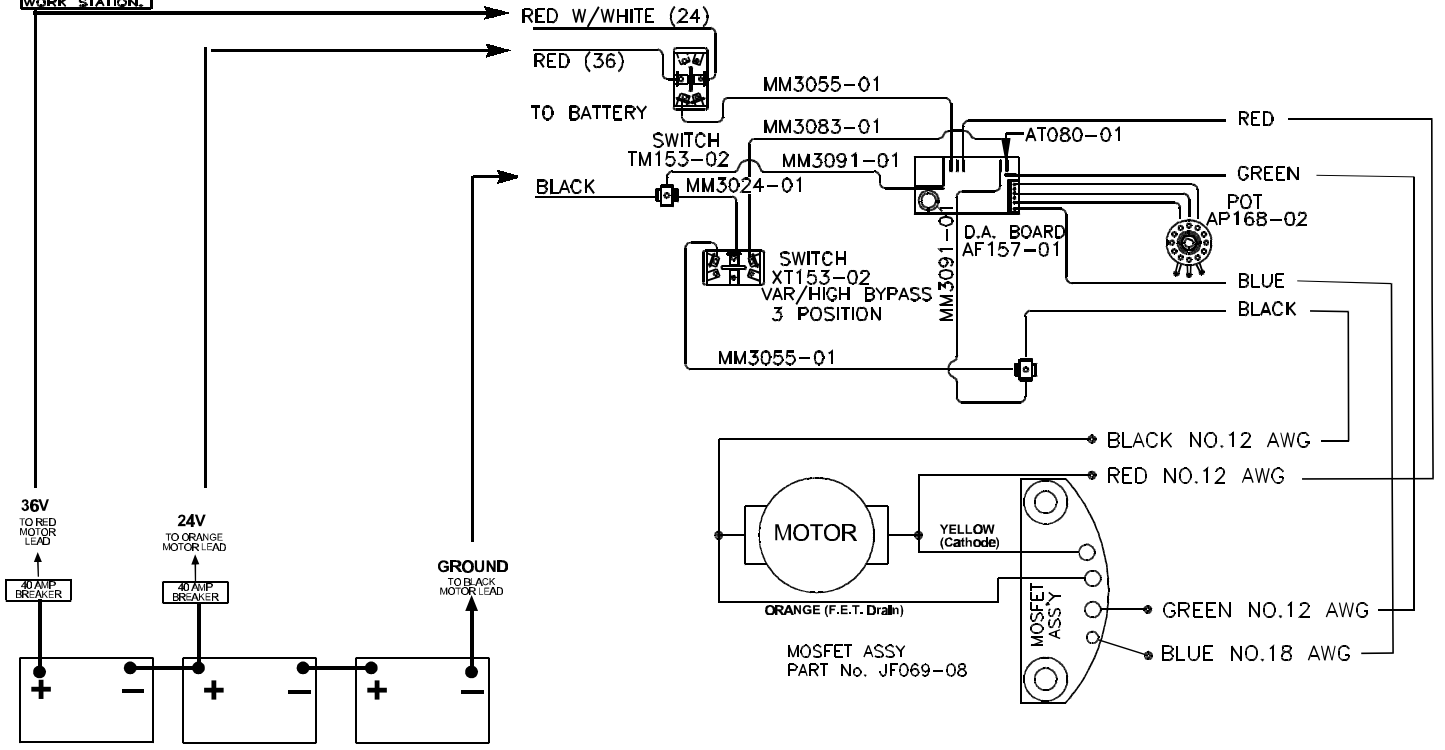 WORK STATION.
RED W/WHITE (24)
RED (36)
TO BATTERY
MM3055-01
RED
MM3083-01
AT080-01
SWITCH
TM153-02
MM3091-01
GREEN
BLACK
MM3024-01
POT
AP168-02
D.A. BOARD
AF157-01
MM3091-01
SWITCH
XT153-02
VAR/HIGH BYPASS
3 POSITION
BLUE
BLACK
MM3055-01
BLACK NO.12 AWG
RED NO.12 AWG
36V
TO RED
MOTOR
LEAD
40 AMP
BREAKER
24V
TO ORANGE
MOTOR LEAD
40 AMP
BREAKER
GROUND
TO BLACK
MOTOR LEAD
MOTOR
YELLOW
(Cathode)
ORANGE (F.E.T. Drain)
MOSFET
ASS'Y
GREEN NO.12 AWG
BLUE NO.18 AWG
MOSFET ASSY
PART No. JF069-08
+ − + − + −